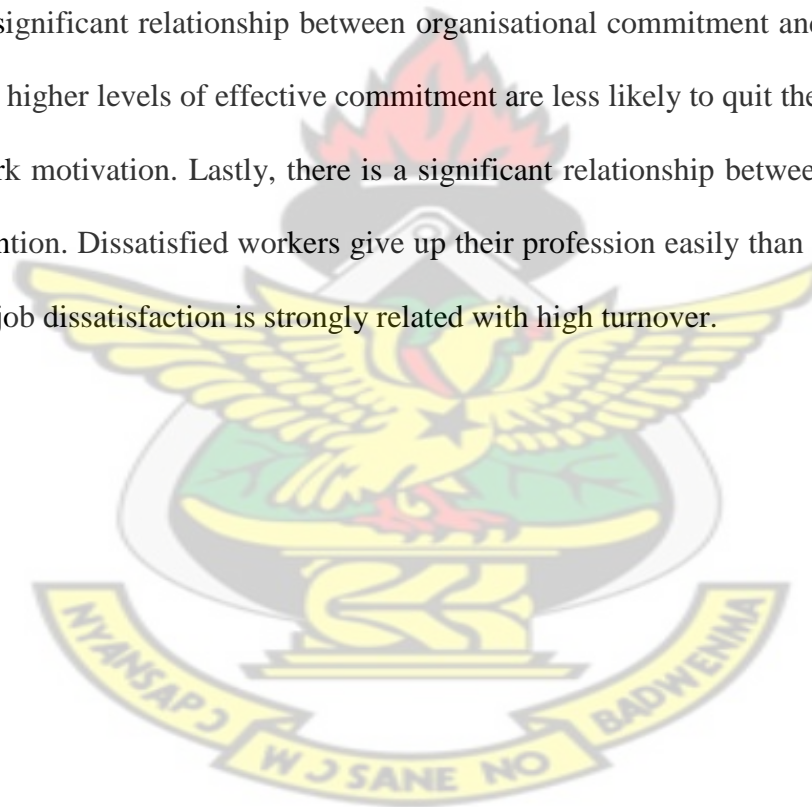 significant relationship between organisational commitment and
higher levels of effective commitment are less likely to quit the
rk motivation. Lastly, there is a significant relationship betwee
ntion. Dissatisfied workers give up their profession easily than
job dissatisfaction is strongly related with high turnover.
NYANSAPƆ
WƆSANE NO
BADWENMA